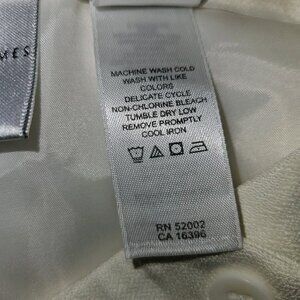 MES
MACHINE WASH COLD
WASH WITH LIKE
COLORS
DELICATE CYCLE
NON-CHLORINE BLEACH
TUMBLE DRY LOW
REMOVE PROMPTLY
COOL IRON
RN 52002
CA 16396